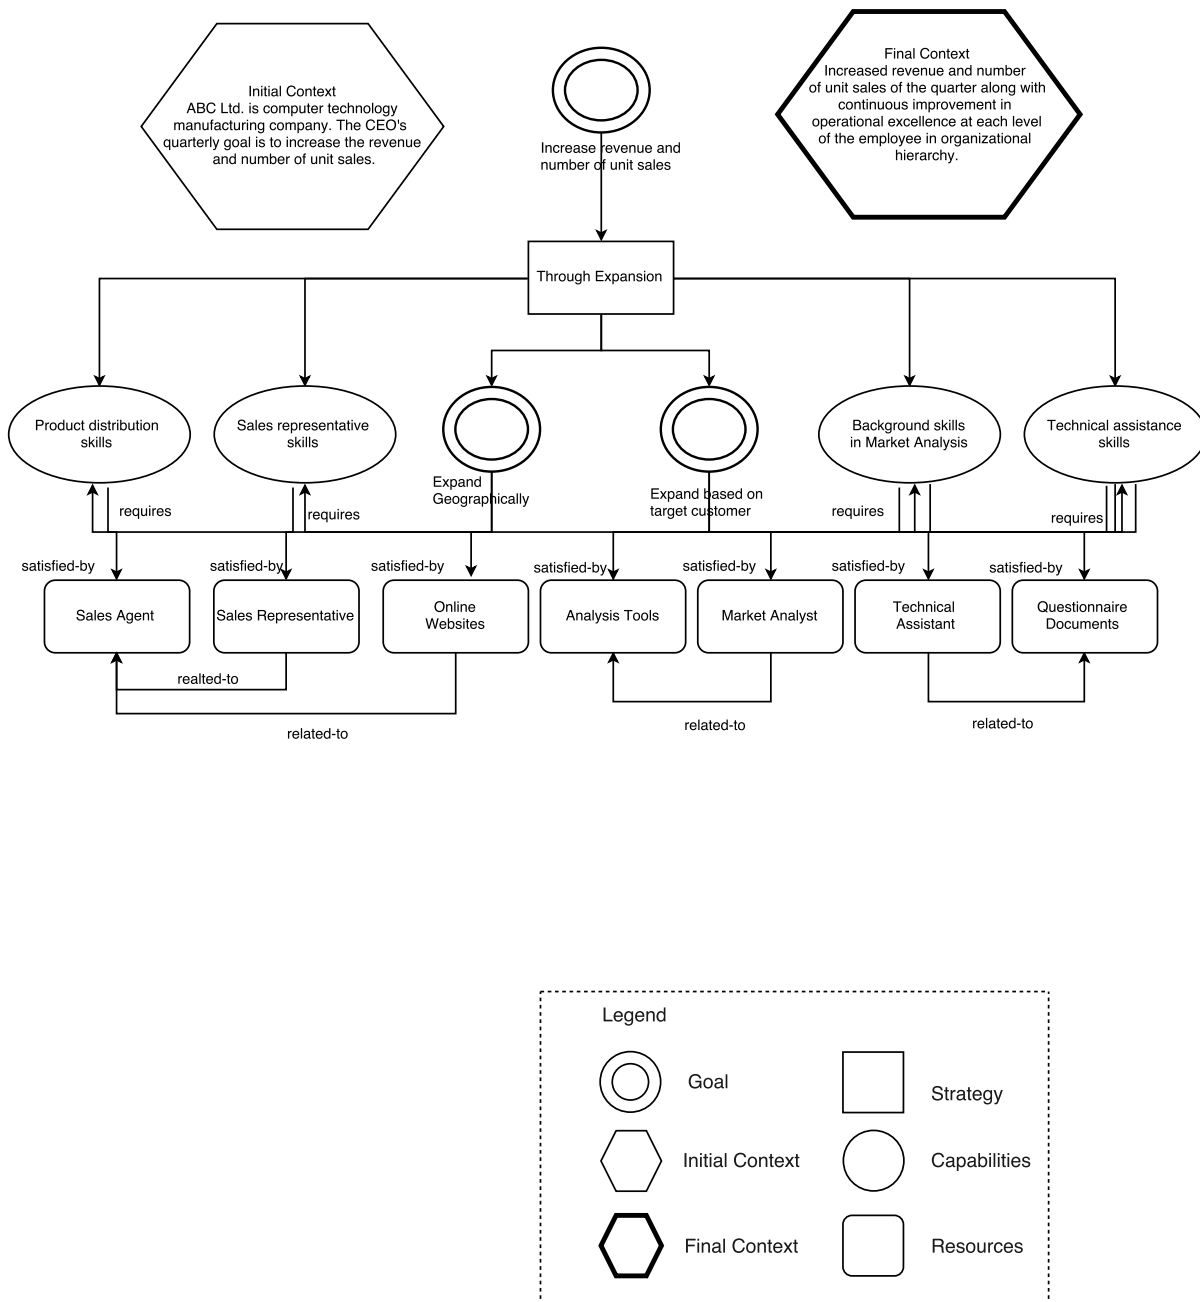 Initial Context
ABC Ltd. is computer technology
manufacturing company. The CEO's
quarterly goal is to increase the revenue
and number of unit sales.
Increase revenue and
number of unit sales
Final Context
Increased revenue and number
of unit sales of the quarter along with
continuous improvement in
operational excellence at each level
of the employee in organizational
hierarchy.
Through Expansion
Product distribution
skills
Sales representative
skills
Expand
Geographically
Expand based on
target customer
Background skills
in Market Analysis
Technical assistance
skills
requires
requires
requires
requires
satisfied-by
satisfied-by
satisfied-by
satisfied-by
satisfied-by
satisfied-by
satisfied-by
Sales Agent
Sales Representative
Online
Websites
Analysis Tools
Market Analyst
Technical
Assistant
Questionnaire
Documents
realted-to
related-to
related-to
related-to
Legend
Goal
Strategy
Initial Context
Capabilities
Final Context
Resources